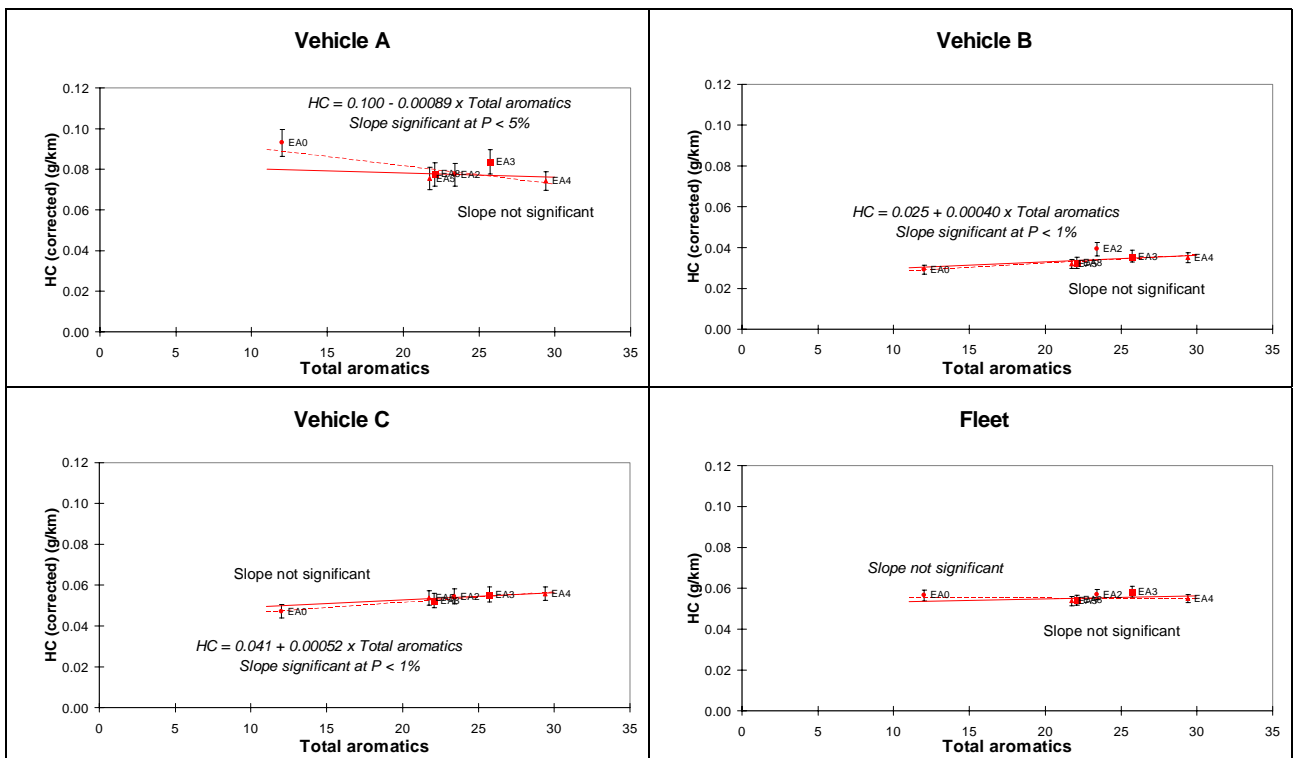 Vehicle A
HC (corrected) (g/km)
0.12
0.10
0.08
0.06
0.04
0.02
0.00
HC = 0.100 - 0.00089 x Total aromatics
Slope significant at P < 5%
EA0
EA3
EA2
EA4
Slope not significant
0 5 10 15 20 25 30 35
Total aromatics
Vehicle B
HC (corrected) (g/km)
0.12
0.10
0.08
0.06
0.04
0.02
0.00
HC = 0.025 + 0.00040 x Total aromatics
Slope significant at P < 1%
EA2
EA0
EA3
EA4
Slope not significant
0 5 10 15 20 25 30 35
Total aromatics
Vehicle C
HC (corrected) (g/km)
0.12
0.10
0.08
0.06
0.04
0.02
0.00
Slope not significant
EA0
EA2
EA3
EA4
HC = 0.041 + 0.00052 x Total aromatics
Slope significant at P < 1%
0 5 10 15 20 25 30 35
Total aromatics
Fleet
HC (g/km)
0.12
0.10
0.08
0.06
0.04
0.02
0.00
Slope not significant
EA0
EA2
EA3
EA4
Slope not significant
0 5 10 15 20 25 30 35
Total aromatics